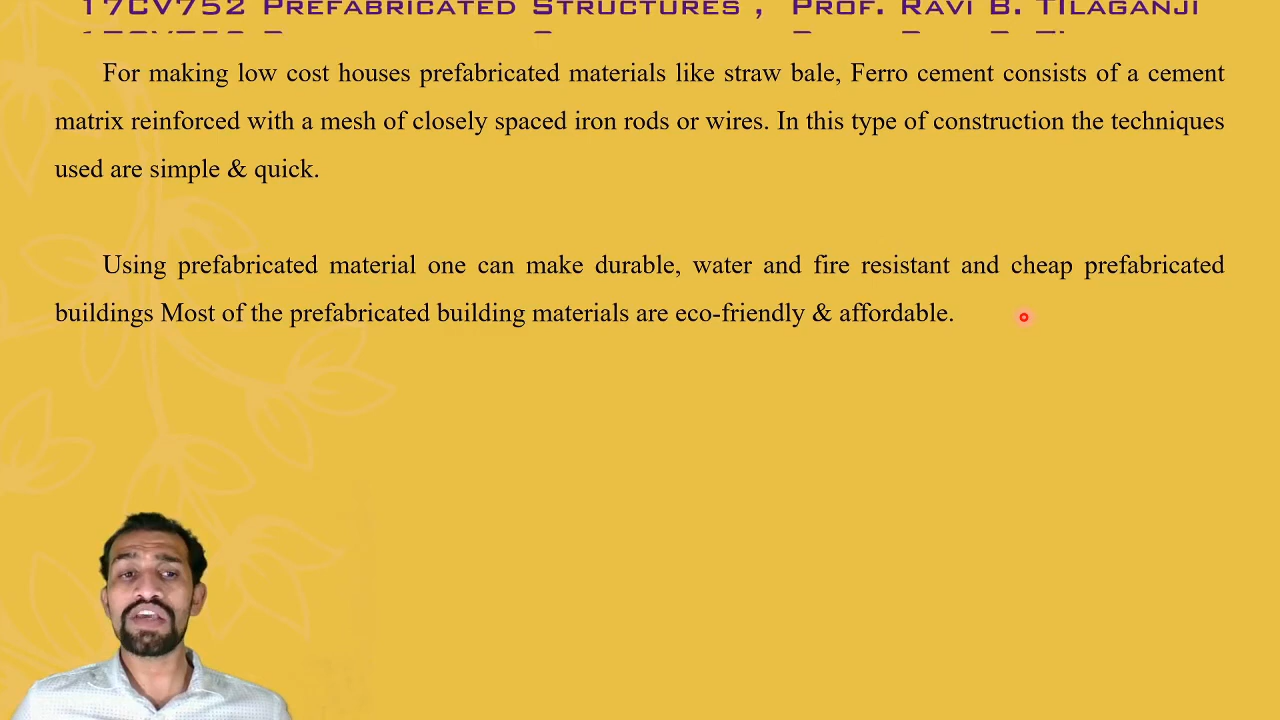 17CV752 Prefabricated Structures , Prof. Ravi B. Tilaganji
For making low cost houses prefabricated materials like straw bale, Ferro cement consists of a cement
matrix reinforced with a mesh of closely spaced iron rods or wires. In this type of construction the techniques
used are simple & quick.
Using prefabricated material one can make durable, water and fire resistant and cheap prefabricated
buildings Most of the prefabricated building materials are eco-friendly & affordable.